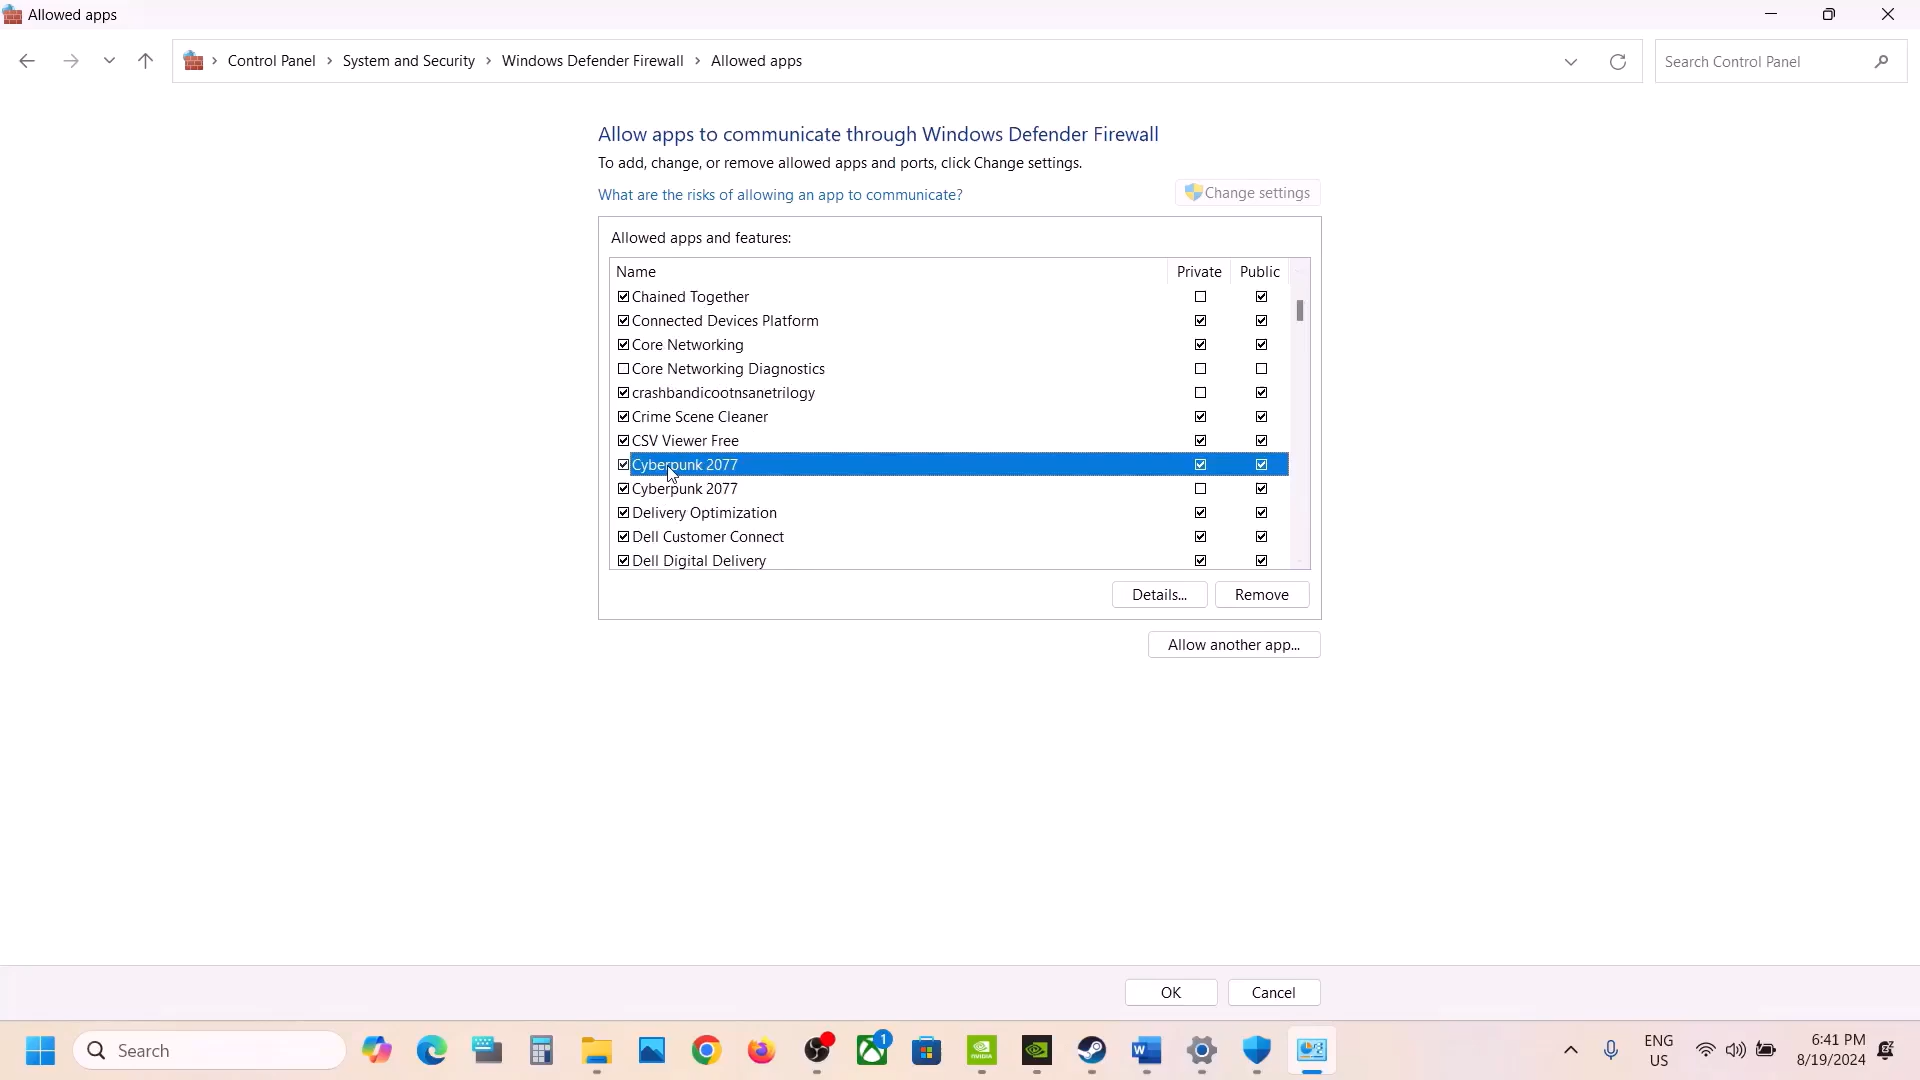 Allowed apps
Control Panel > System and Security > Windows Defender Firewall > Allowed apps
Search Control Panel
Allow apps to communicate through Windows Defender Firewall
To add, change, or remove allowed apps and ports, click Change settings.
What are the risks of allowing an app to communicate?
Change settings
Allowed apps and features:
Name Private Public
Chained Together
Connected Devices Platform
Core Networking
Core Networking Diagnostics
crashbandicootnsanetrilogy
Crime Scene Cleaner
CSV Viewer Free
Cyberpunk 2077
Cyberpunk 2077
Delivery Optimization
Dell Customer Connect
Dell Digital Delivery
Details... Remove
Allow another app...
OK Cancel
Search
1
ENG
US
6:41 PM
8/19/2024